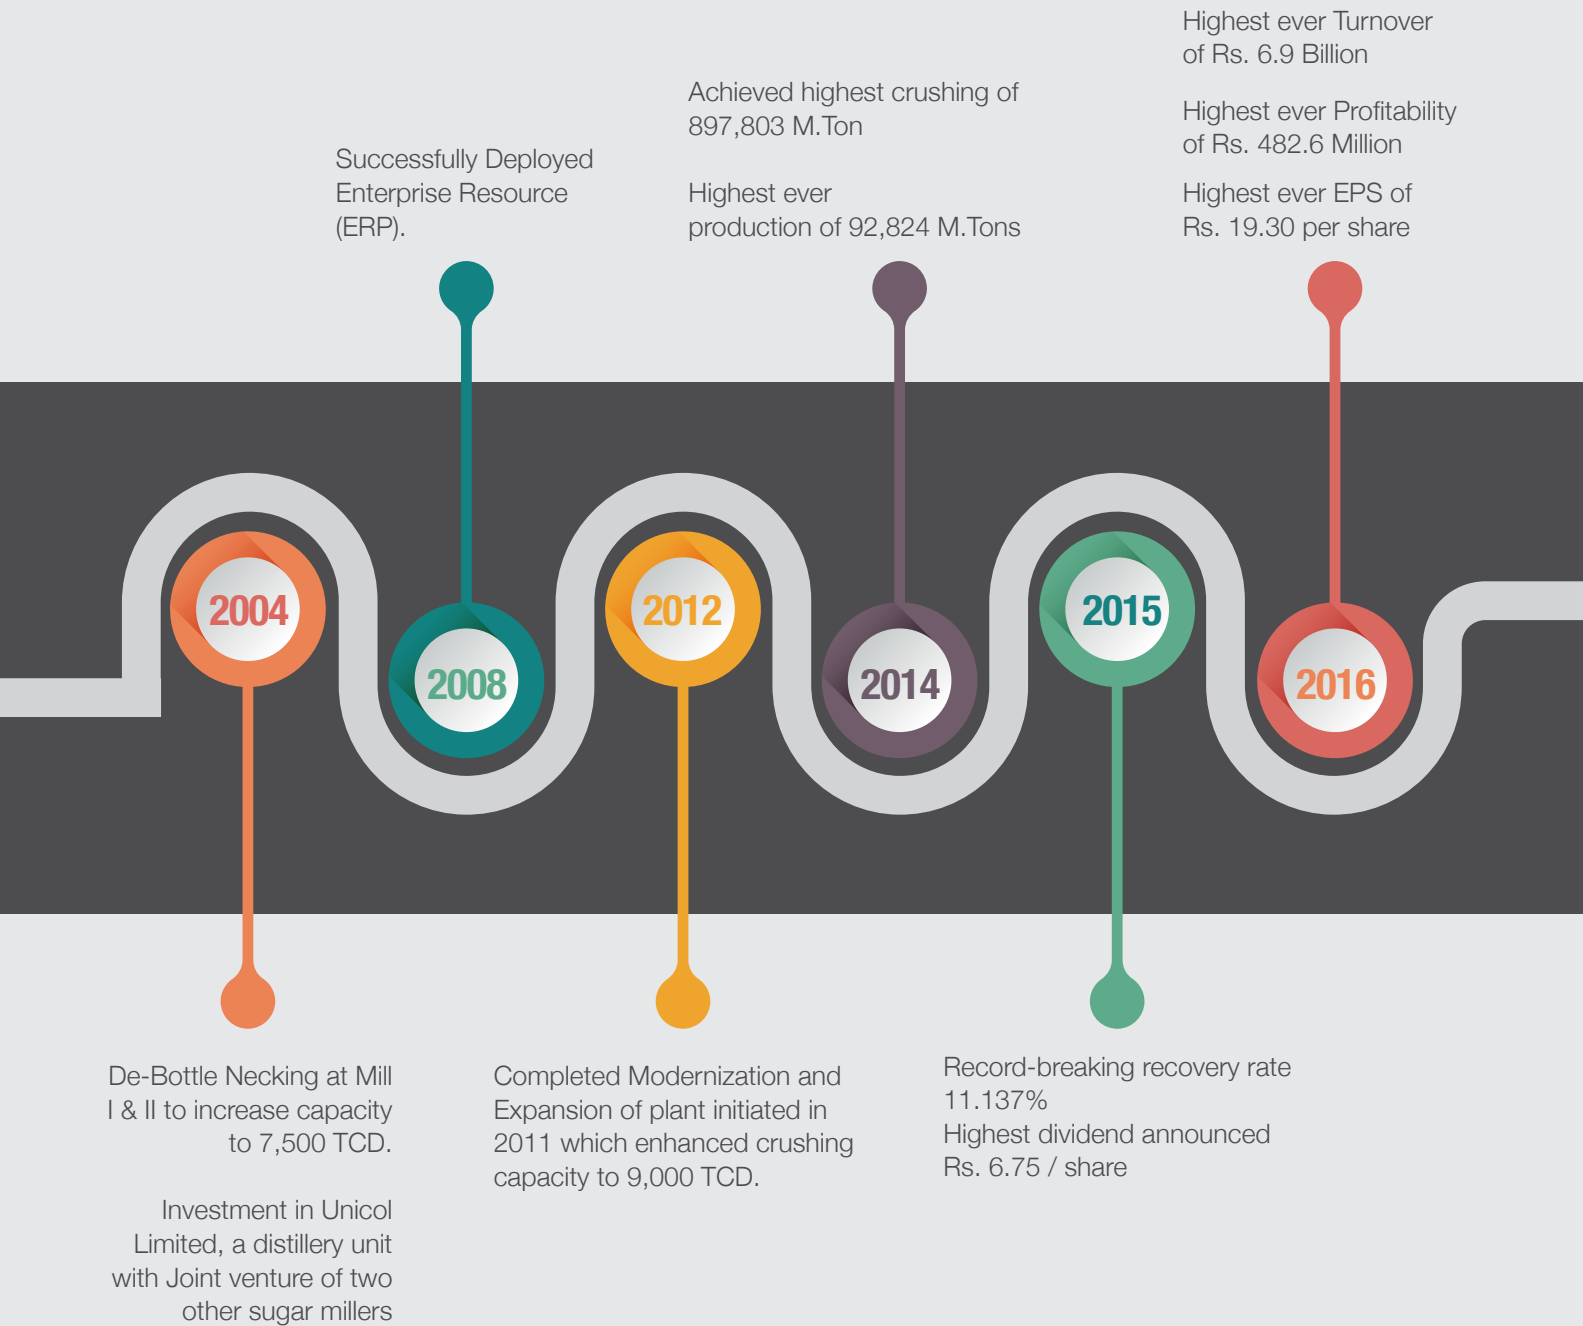 Highest ever Turnover
of Rs. 6.9 Billion
Highest ever Profitability
of Rs. 482.6 Million
Highest ever EPS of
Rs. 19.30 per share
Achieved highest crushing of
897,803 M.Ton
Highest ever
production of 92,824 M.Tons
Successfully Deployed
Enterprise Resource
(ERP).
2004
2008
2012
2014
2015
2016
De-Bottle Necking at Mill
I & II to increase capacity
to 7,500 TCD.
Investment in Unicol
Limited, a distillery unit
with Joint venture of two
other sugar millers
Completed Modernization and
Expansion of plant initiated in
2011 which enhanced crushing
capacity to 9,000 TCD.
Record-breaking recovery rate
11.137%
Highest dividend announced
Rs. 6.75 / share